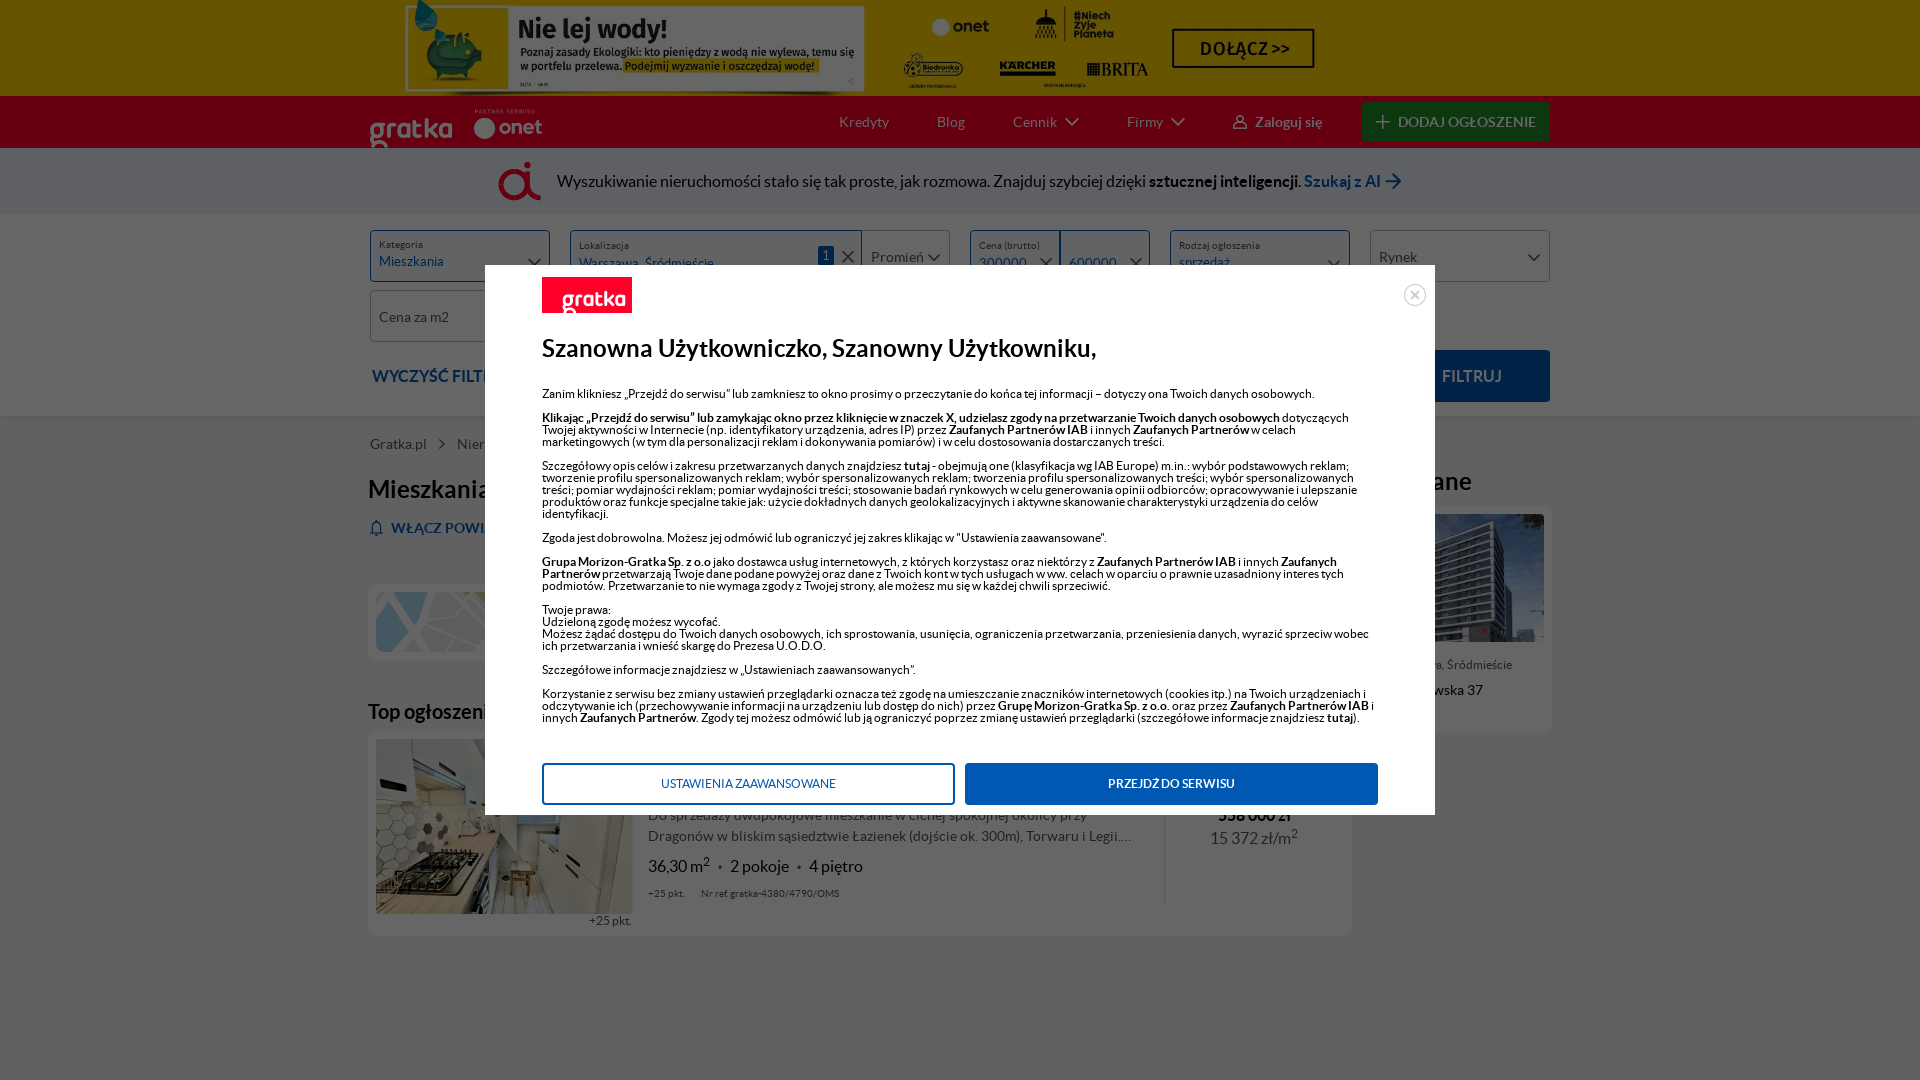 Nie lej wody!
Poznaj zasady Ekologiki: kto pieniędzy z wodą nie wylewa, temu się
w portfelu przelewa. Podejmij wyzwanie i oszczędzaj wodę!
onet
#Niech
Żyje
Planeta
Biedronka
KÄRCHER
BRITA
DOŁĄCZ >>
gratka
PARTNER SERWISU
onet
Kredyty
Blog
Cennik
Firmy
Zaloguj się
DODAJ OGŁOSZENIE
Wyszukiwanie nieruchomości stało się tak proste, jak rozmowa. Znajduj szybciej dzięki sztucznej inteligencji. Szukaj z AI
Kategoria
Mieszkania
Lokalizacja
Warszawa, Śródmieście
1
Promień
Cena (brutto)
300000
600000
Rodzaj ogłoszenia
sprzedaż
Rynek
Cena za m2
WYCZYŚĆ FILT
FILTRUJ
Gratka.pl
Nier
Mieszkania
WŁĄCZ POWI
ane
gratka
Szanowna Użytkowniczko, Szanowny Użytkowniku,
Zanim klikniesz „Przejdź do serwisu” lub zamkniesz to okno prosimy o przeczytanie do końca tej informacji – dotyczy ona Twoich danych osobowych.
Klikając „Przejdź do serwisu” lub zamykając okno przez kliknięcie w znaczek X, udzielasz zgody na przetwarzanie Twoich danych osobowych dotyczących
Twojej aktywności w Internecie (np. identyfikatory urządzenia, adres IP) przez Zaufanych Partnerów IAB i innych Zaufanych Partnerów w celach
marketingowych (w tym dla personalizacji reklam i dokonywania pomiarów) i w celu dostosowania dostarczanych treści.
Szczegółowy opis celów i zakresu przetwarzanych danych znajdziesz tutaj - obejmują one (klasyfikacja wg IAB Europe) m.in.: wybór podstawowych reklam;
tworzenie profilu spersonalizowanych reklam; wybór spersonalizowanych reklam; tworzenia profilu spersonalizowanych treści; wybór spersonalizowanych
treści; pomiar wydajności reklam; pomiar wydajności treści; stosowanie badań rynkowych w celu generowania opinii odbiorców; opracowywanie i ulepszanie
produktów oraz funkcje specjalne takie jak: użycie dokładnych danych geolokalizacyjnych i aktywne skanowanie charakterystyki urządzenia do celów
identyfikacji.
Zgoda jest dobrowolna. Możesz jej odmówić lub ograniczyć jej zakres klikając w "Ustawienia zaawansowane".
Grupa Morizon-Gratka Sp. z o.o jako dostawca usług internetowych, z których korzystasz oraz niektórzy z Zaufanych Partnerów IAB i innych Zaufanych
Partnerów przetwarzają Twoje dane podane powyżej oraz dane z Twoich kont w tych usługach w ww. celach w oparciu o prawnie uzasadniony interes tych
podmiotów. Przetwarzanie to nie wymaga zgody z Twojej strony, ale możesz mu się w każdej chwili sprzeciwić.
Twoje prawa:
Udzieloną zgodę możesz wycofać.
Możesz żądać dostępu do Twoich danych osobowych, ich sprostowania, usunięcia, ograniczenia przetwarzania, przeniesienia danych, wyrazić sprzeciw wobec
ich przetwarzania i wnieść skargę do Prezesa U.O.D.O.
Szczegółowe informacje znajdziesz w „Ustawieniach zaawansowanych”.
Korzystanie z serwisu bez zmiany ustawień przeglądarki oznacza też zgodę na umieszczanie znaczników internetowych (cookies itp.) na Twoich urządzeniach i
odczytywanie ich (przechowywanie informacji na urządzeniu lub dostęp do nich) przez Grupę Morizon-Gratka Sp. z o.o. oraz przez Zaufanych Partnerów IAB i
innych Zaufanych Partnerów. Zgody tej możesz odmówić lub ją ograniczyć poprzez zmianę ustawień przeglądarki (szczegółowe informacje znajdziesz tutaj).
USTAWIENIA ZAAWANSOWANE
PRZEJDŹ DO SERWISU
a, Śródmieście
wska 37
Top ogłoszeni
Do sprzedaży dwupokojowe mieszkanie w cichej spokojnej okolicy przy
Dragonów w bliskim sąsiedztwie Łazienek (dojście ok. 300m), Torwaru i Legii....
558 000 zł
15 372 zł/m2
36,30 m2 • 2 pokoje • 4 piętro
+25 pkt.
Nr ref. gratka-4380/4790/OMS
+25 pkt.